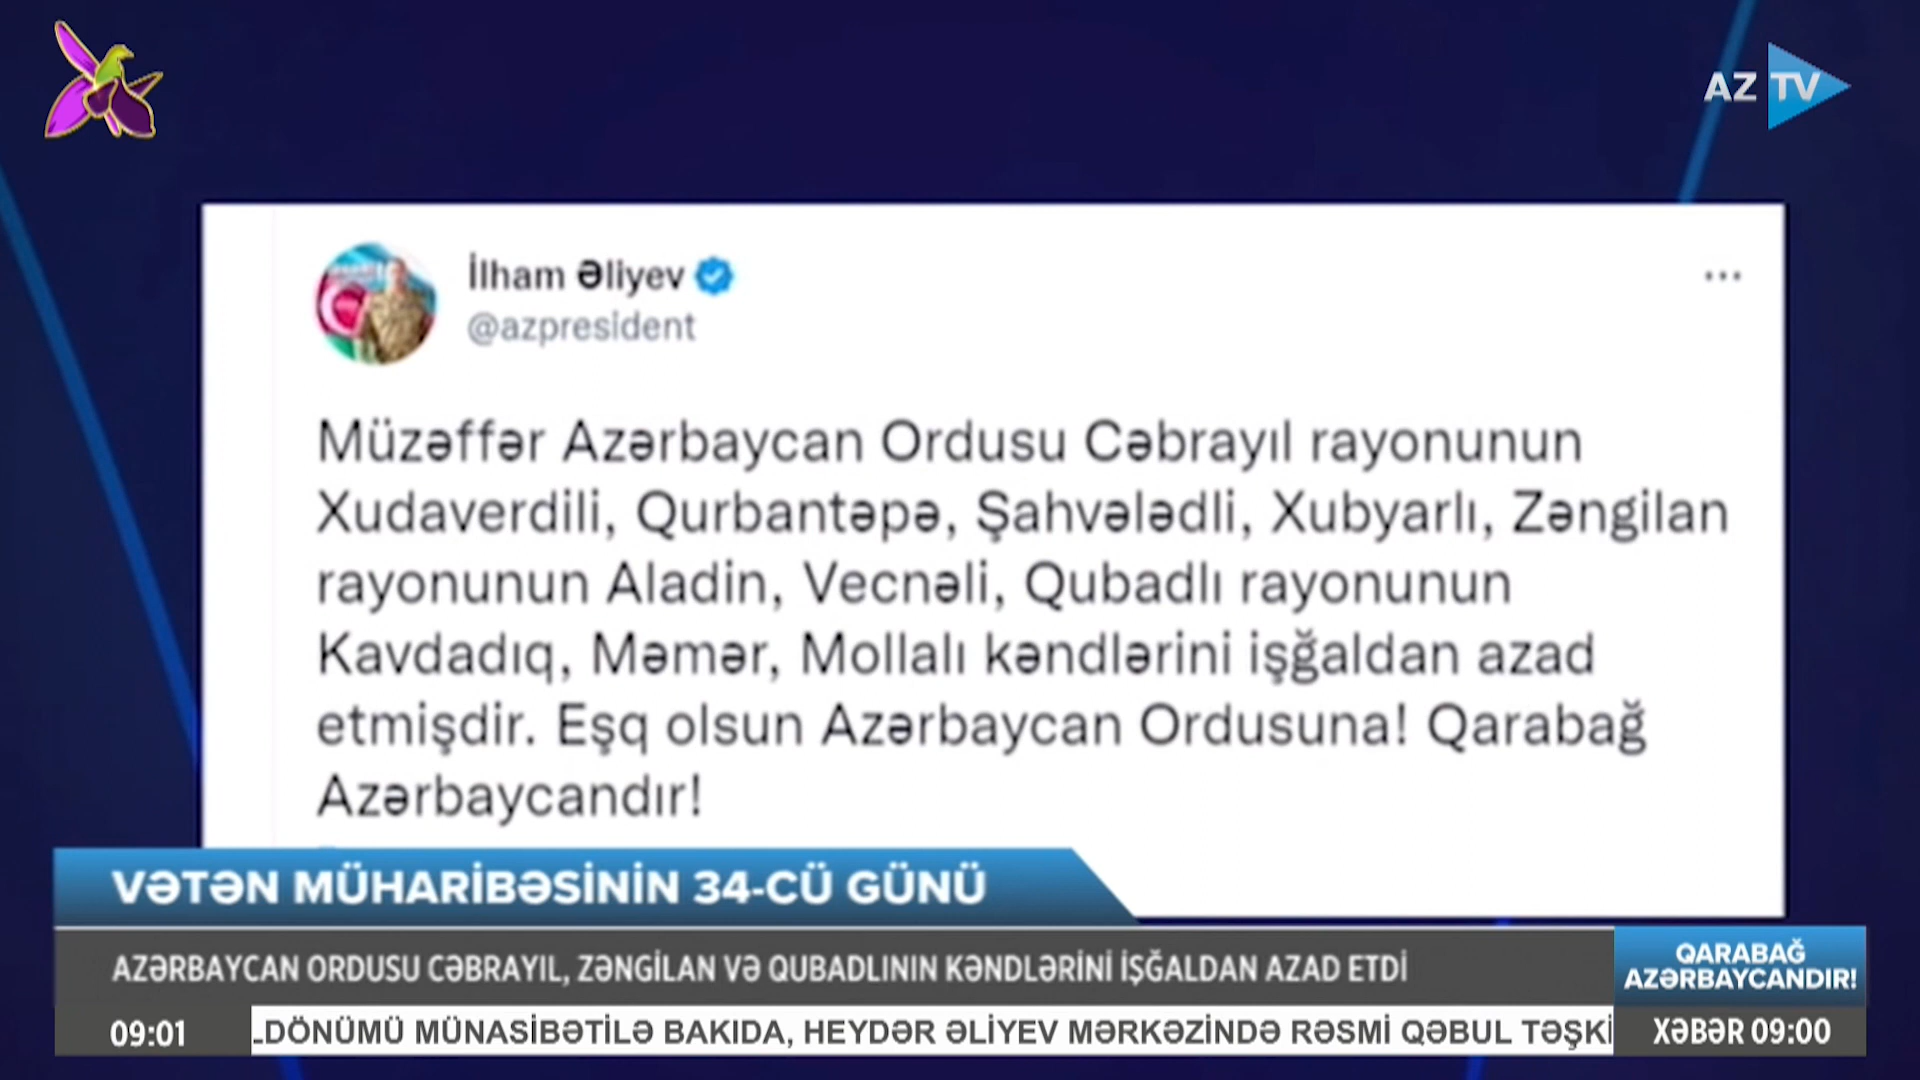 AZ TV
İlham Əliyev
@azpresident
Müzəffər Azərbaycan Ordusu Cəbrayıl rayonunun
Xudaverdili, Qurbantəpə, Şahvələdli, Xubyarlı, Zəngilan
rayonunun Aladin, Vecnəli, Qubadlı rayonunun
Kavdadıq, Məmər, Mollalı kəndlərini işğaldan azad
etmişdir. Eşq olsun Azərbaycan Ordusuna! Qarabağ
Azərbaycandır!
VƏTƏN MÜHARİBƏSİNİN 34-CÜ GÜNÜ
AZƏRBAYCAN ORDUSU CƏBRAYIL, ZƏNGİLAN VƏ QUBADLININ KƏNDLƏRİNİ İŞĞALDAN AZAD ETDİ
QARABAĞ
AZƏRBAYCANDIR!
09:01
-DÖNÜMÜ MÜNASİBƏTİLƏ BAKIDA, HEYDƏR ƏLİYEV MƏRKƏZİNDƏ RƏSMİ QƏBUL TƏŞKİ
XƏBƏR 09:00